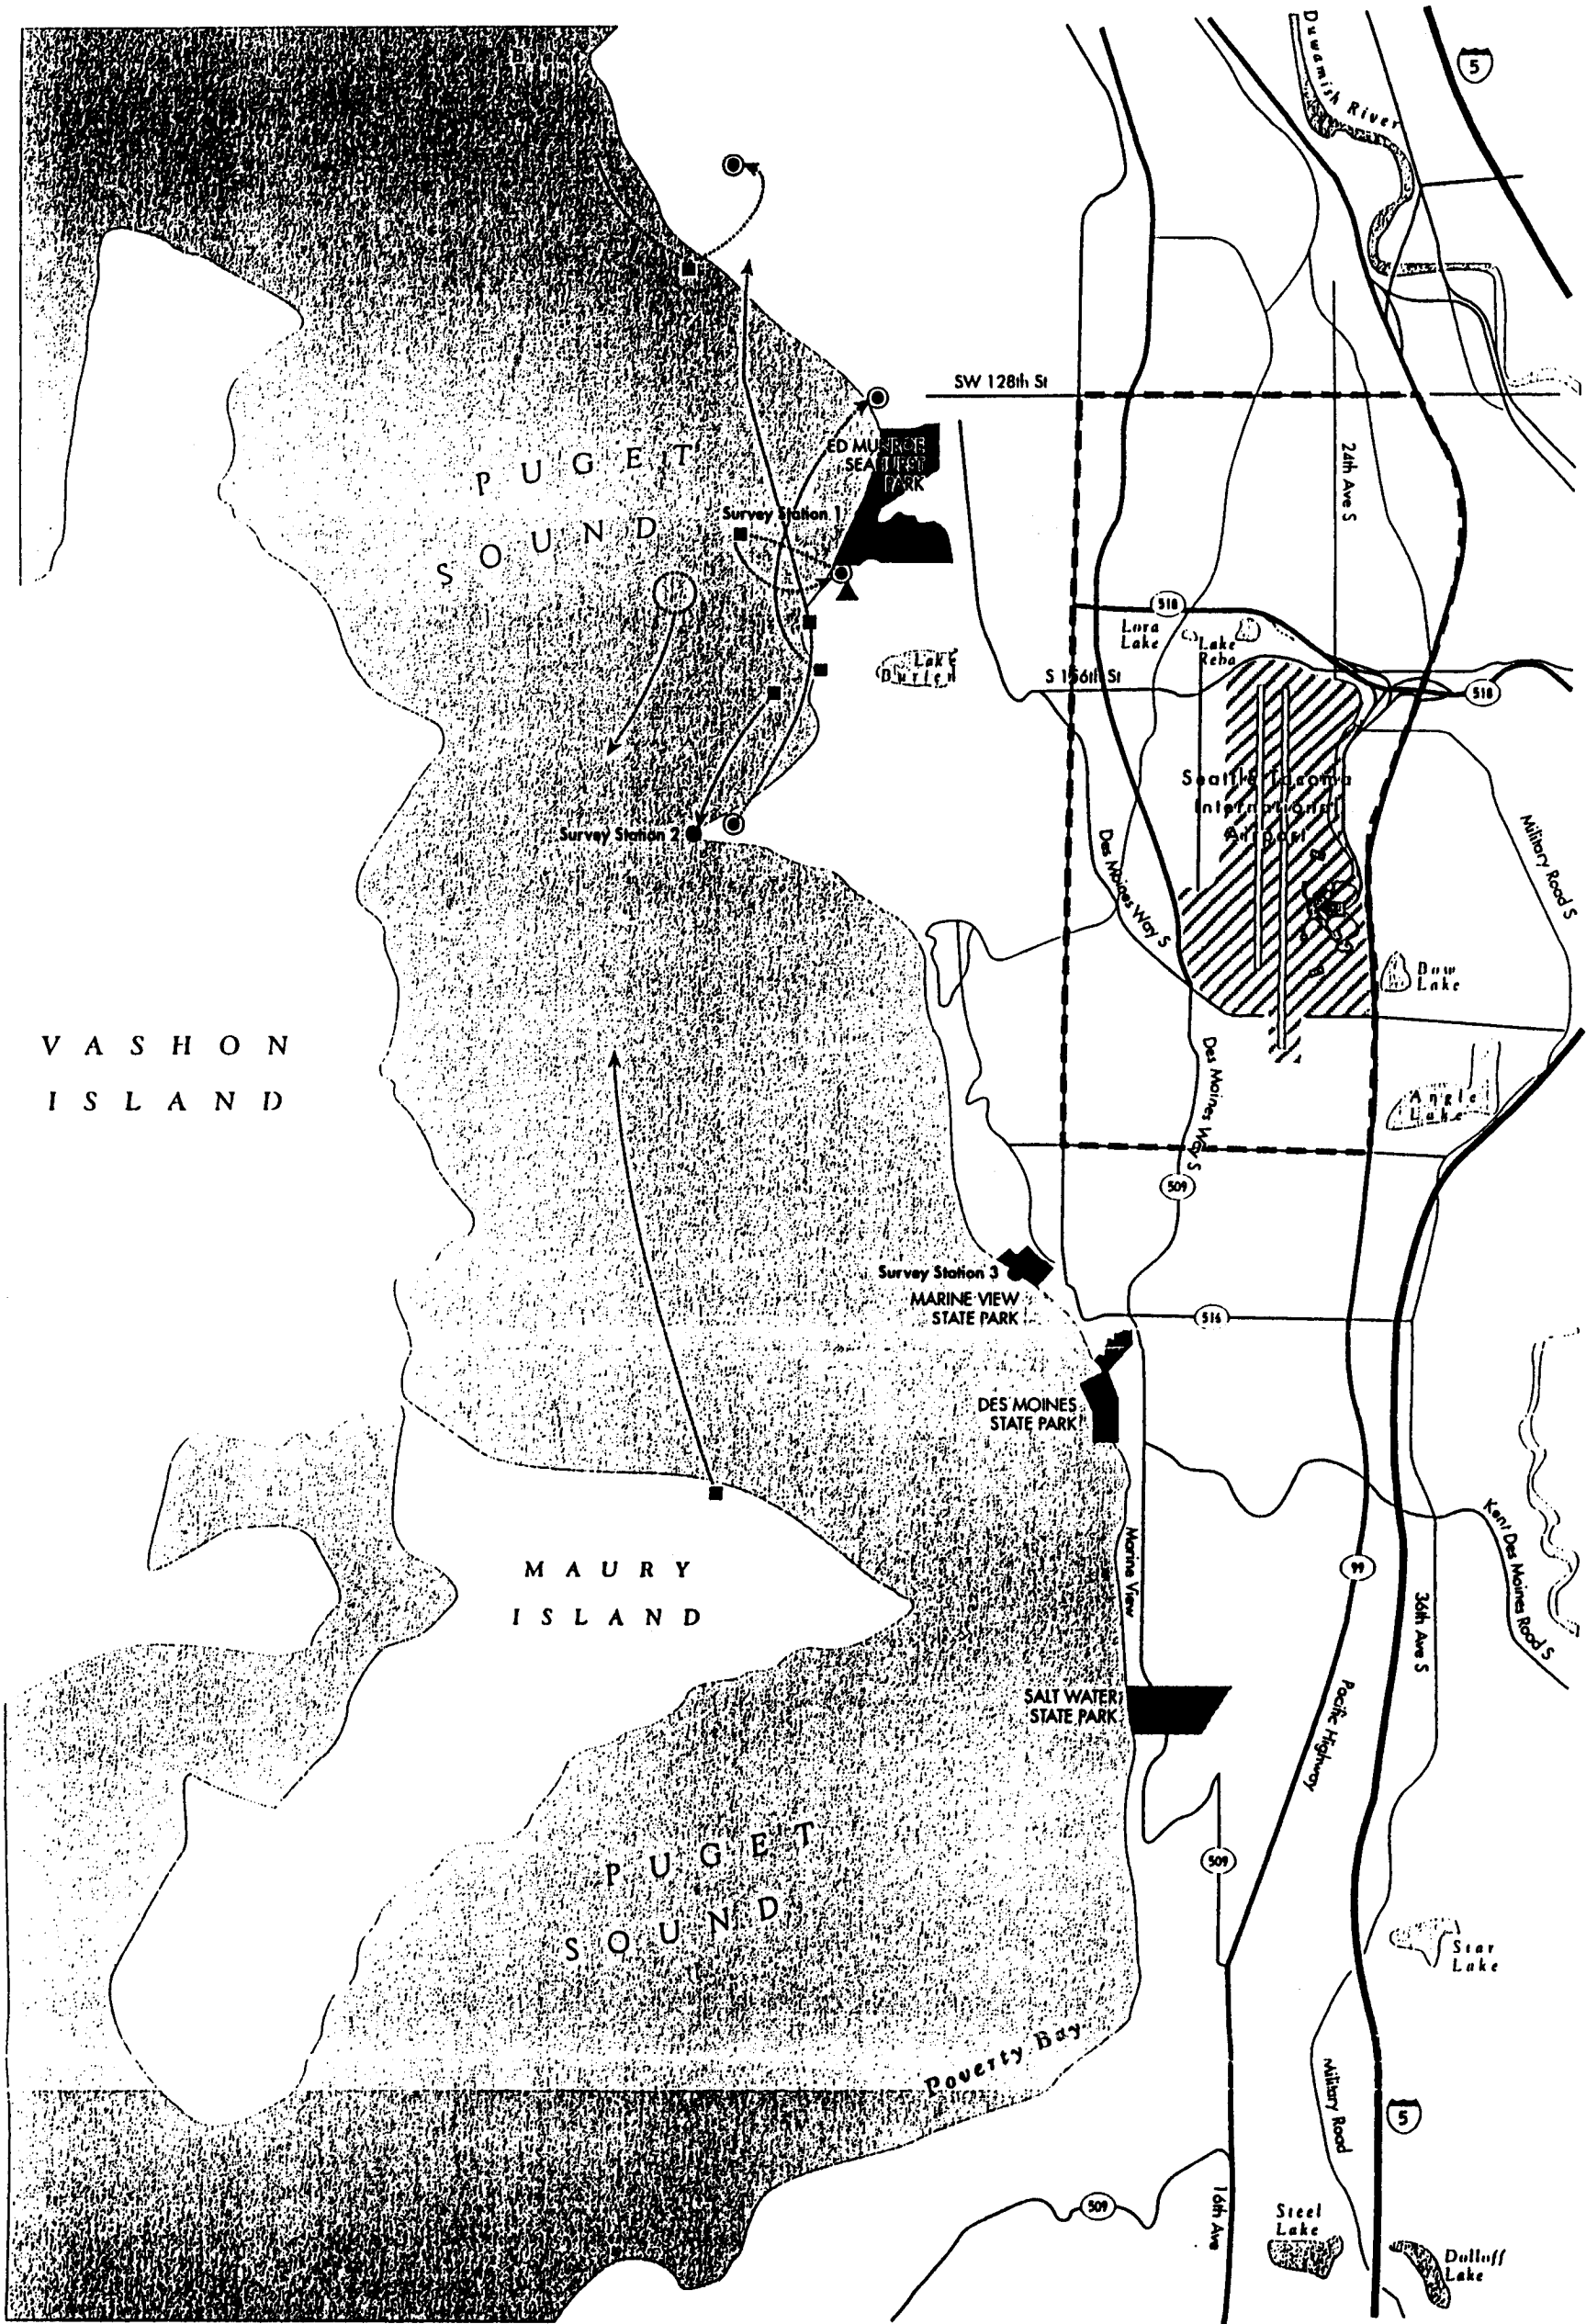 Duwamish River
5
SW 128th St
ED MUNROE
SEAHURST
PARK
24th Ave S
PUGET
SOUND
Survey Station 1
518
Lora
Lake
Lake
Reba
Lake
Burien
S 156th St
518
Seattle Tacoma
International
Airport
Survey Station 2
Des Moines Way S
Military Road S
Bow
Lake
VASHON
ISLAND
Des Moines Way S
Angle
Lake
509
Survey Station 3
MARINE VIEW
STATE PARK
516
DES MOINES
STATE PARK
Kent Des Moines Road S
MAURY
ISLAND
Marine View
99
36th Ave S
SALT WATER
STATE PARK
Pacific Highway
PUGET
SOUND
509
Star
Lake
Poverty Bay
Military Road
5
509
16th Ave
Steel
Lake
Dolloff
Lake